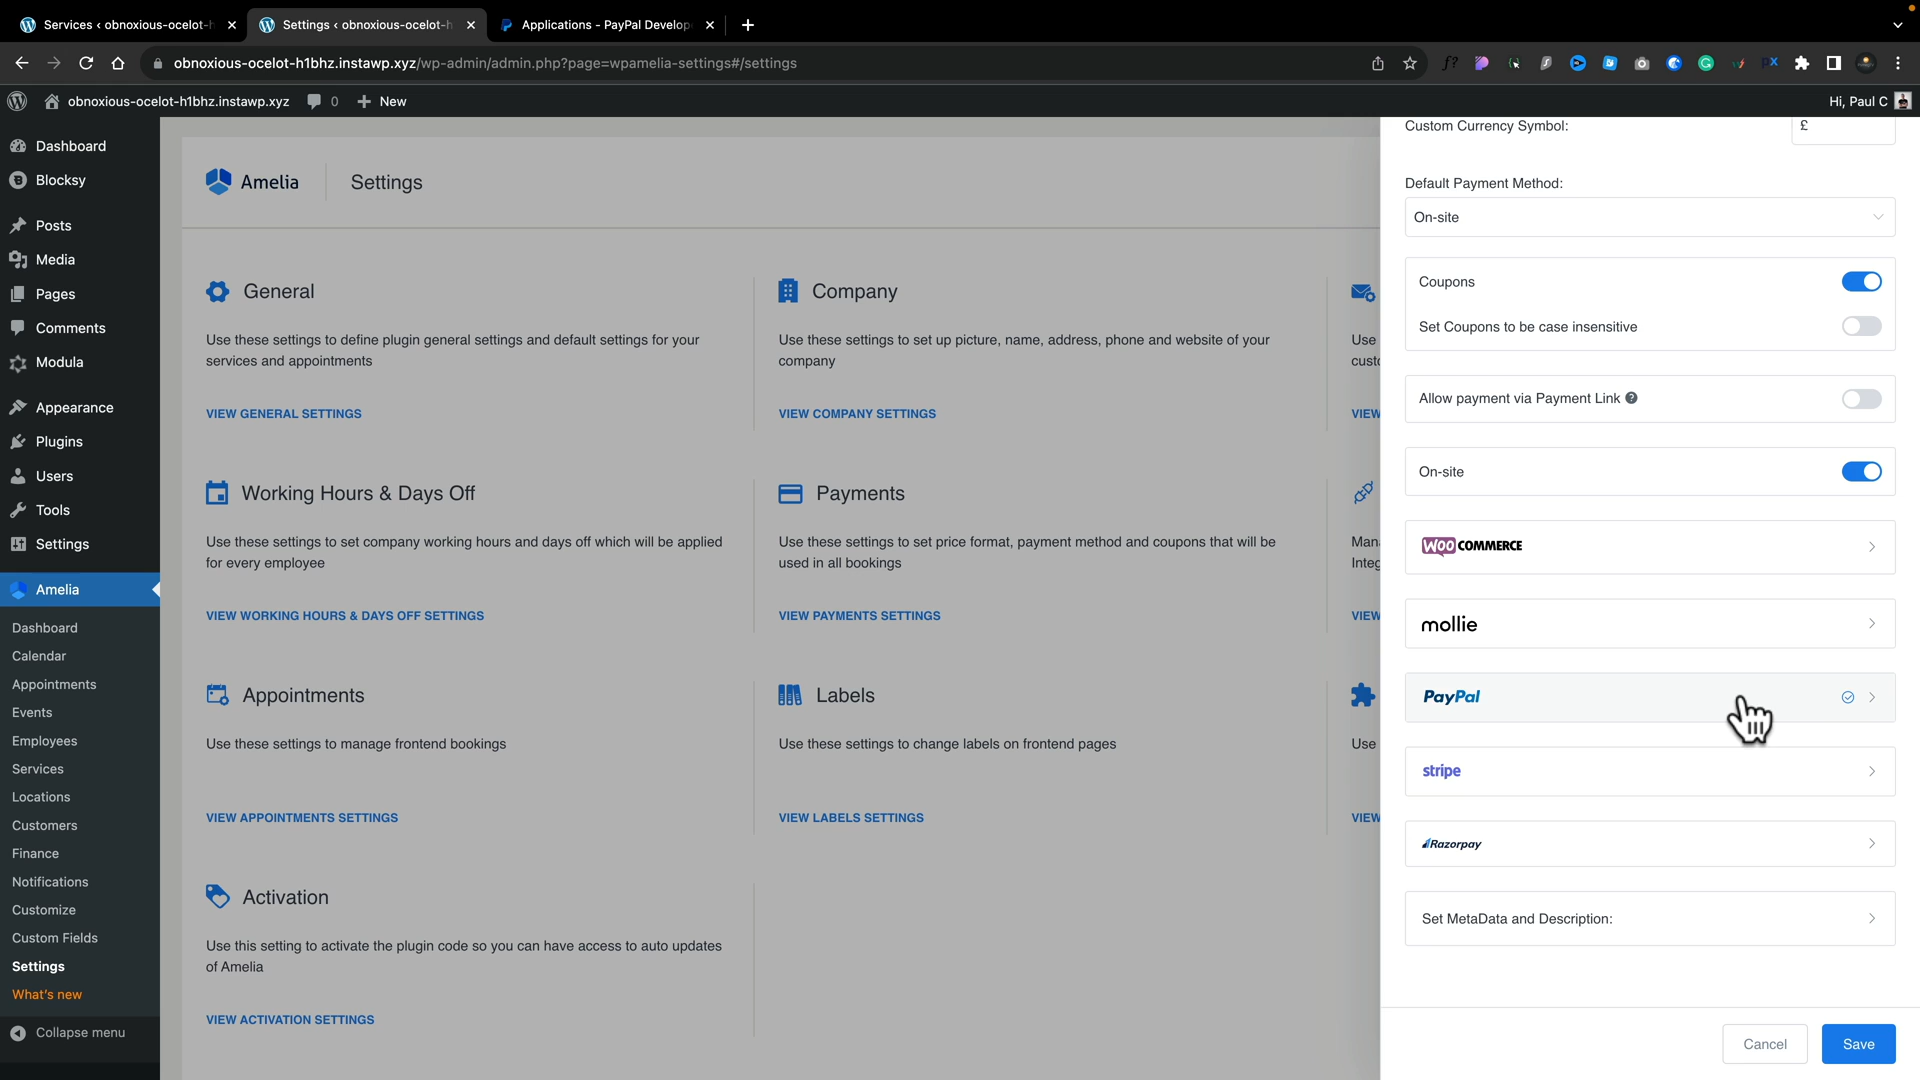 Services ‹ obnoxious-ocelot-h
Settings ‹ obnoxious-ocelot-h
Applications - PayPal Develop
obnoxious-ocelot-h1bhz.instawp.xyz/wp-admin/admin.php?page=wpamelia-settings#/settings
obnoxious-ocelot-h1bhz.instawp.xyz
0
New
Hi, Paul C
Dashboard
Blocksy
Posts
Media
Pages
Comments
Modula
Appearance
Plugins
Users
Tools
Settings
Amelia
Dashboard
Calendar
Appointments
Events
Employees
Services
Locations
Customers
Finance
Notifications
Customize
Custom Fields
Settings
What's new
Collapse menu
Amelia
Settings
General
Use these settings to define plugin general settings and default settings for your
services and appointments
VIEW GENERAL SETTINGS
Company
Use these settings to set up picture, name, address, phone and website of your
company
VIEW COMPANY SETTINGS
Use
custo
VIEW
Working Hours & Days Off
Use these settings to set company working hours and days off which will be applied
for every employee
VIEW WORKING HOURS & DAYS OFF SETTINGS
Payments
Use these settings to set price format, payment method and coupons that will be
used in all bookings
VIEW PAYMENTS SETTINGS
Mana
Integ
VIEW
Appointments
Use these settings to manage frontend bookings
VIEW APPOINTMENTS SETTINGS
Labels
Use these settings to change labels on frontend pages
VIEW LABELS SETTINGS
Use
VIEW
Activation
Use this setting to activate the plugin code so you can have access to auto updates
of Amelia
VIEW ACTIVATION SETTINGS
Custom Currency Symbol:
£
Default Payment Method:
On-site
Coupons
Set Coupons to be case insensitive
Allow payment via Payment Link
On-site
WOO COMMERCE
mollie
PayPal
stripe
Razorpay
Set MetaData and Description:
Cancel
Save